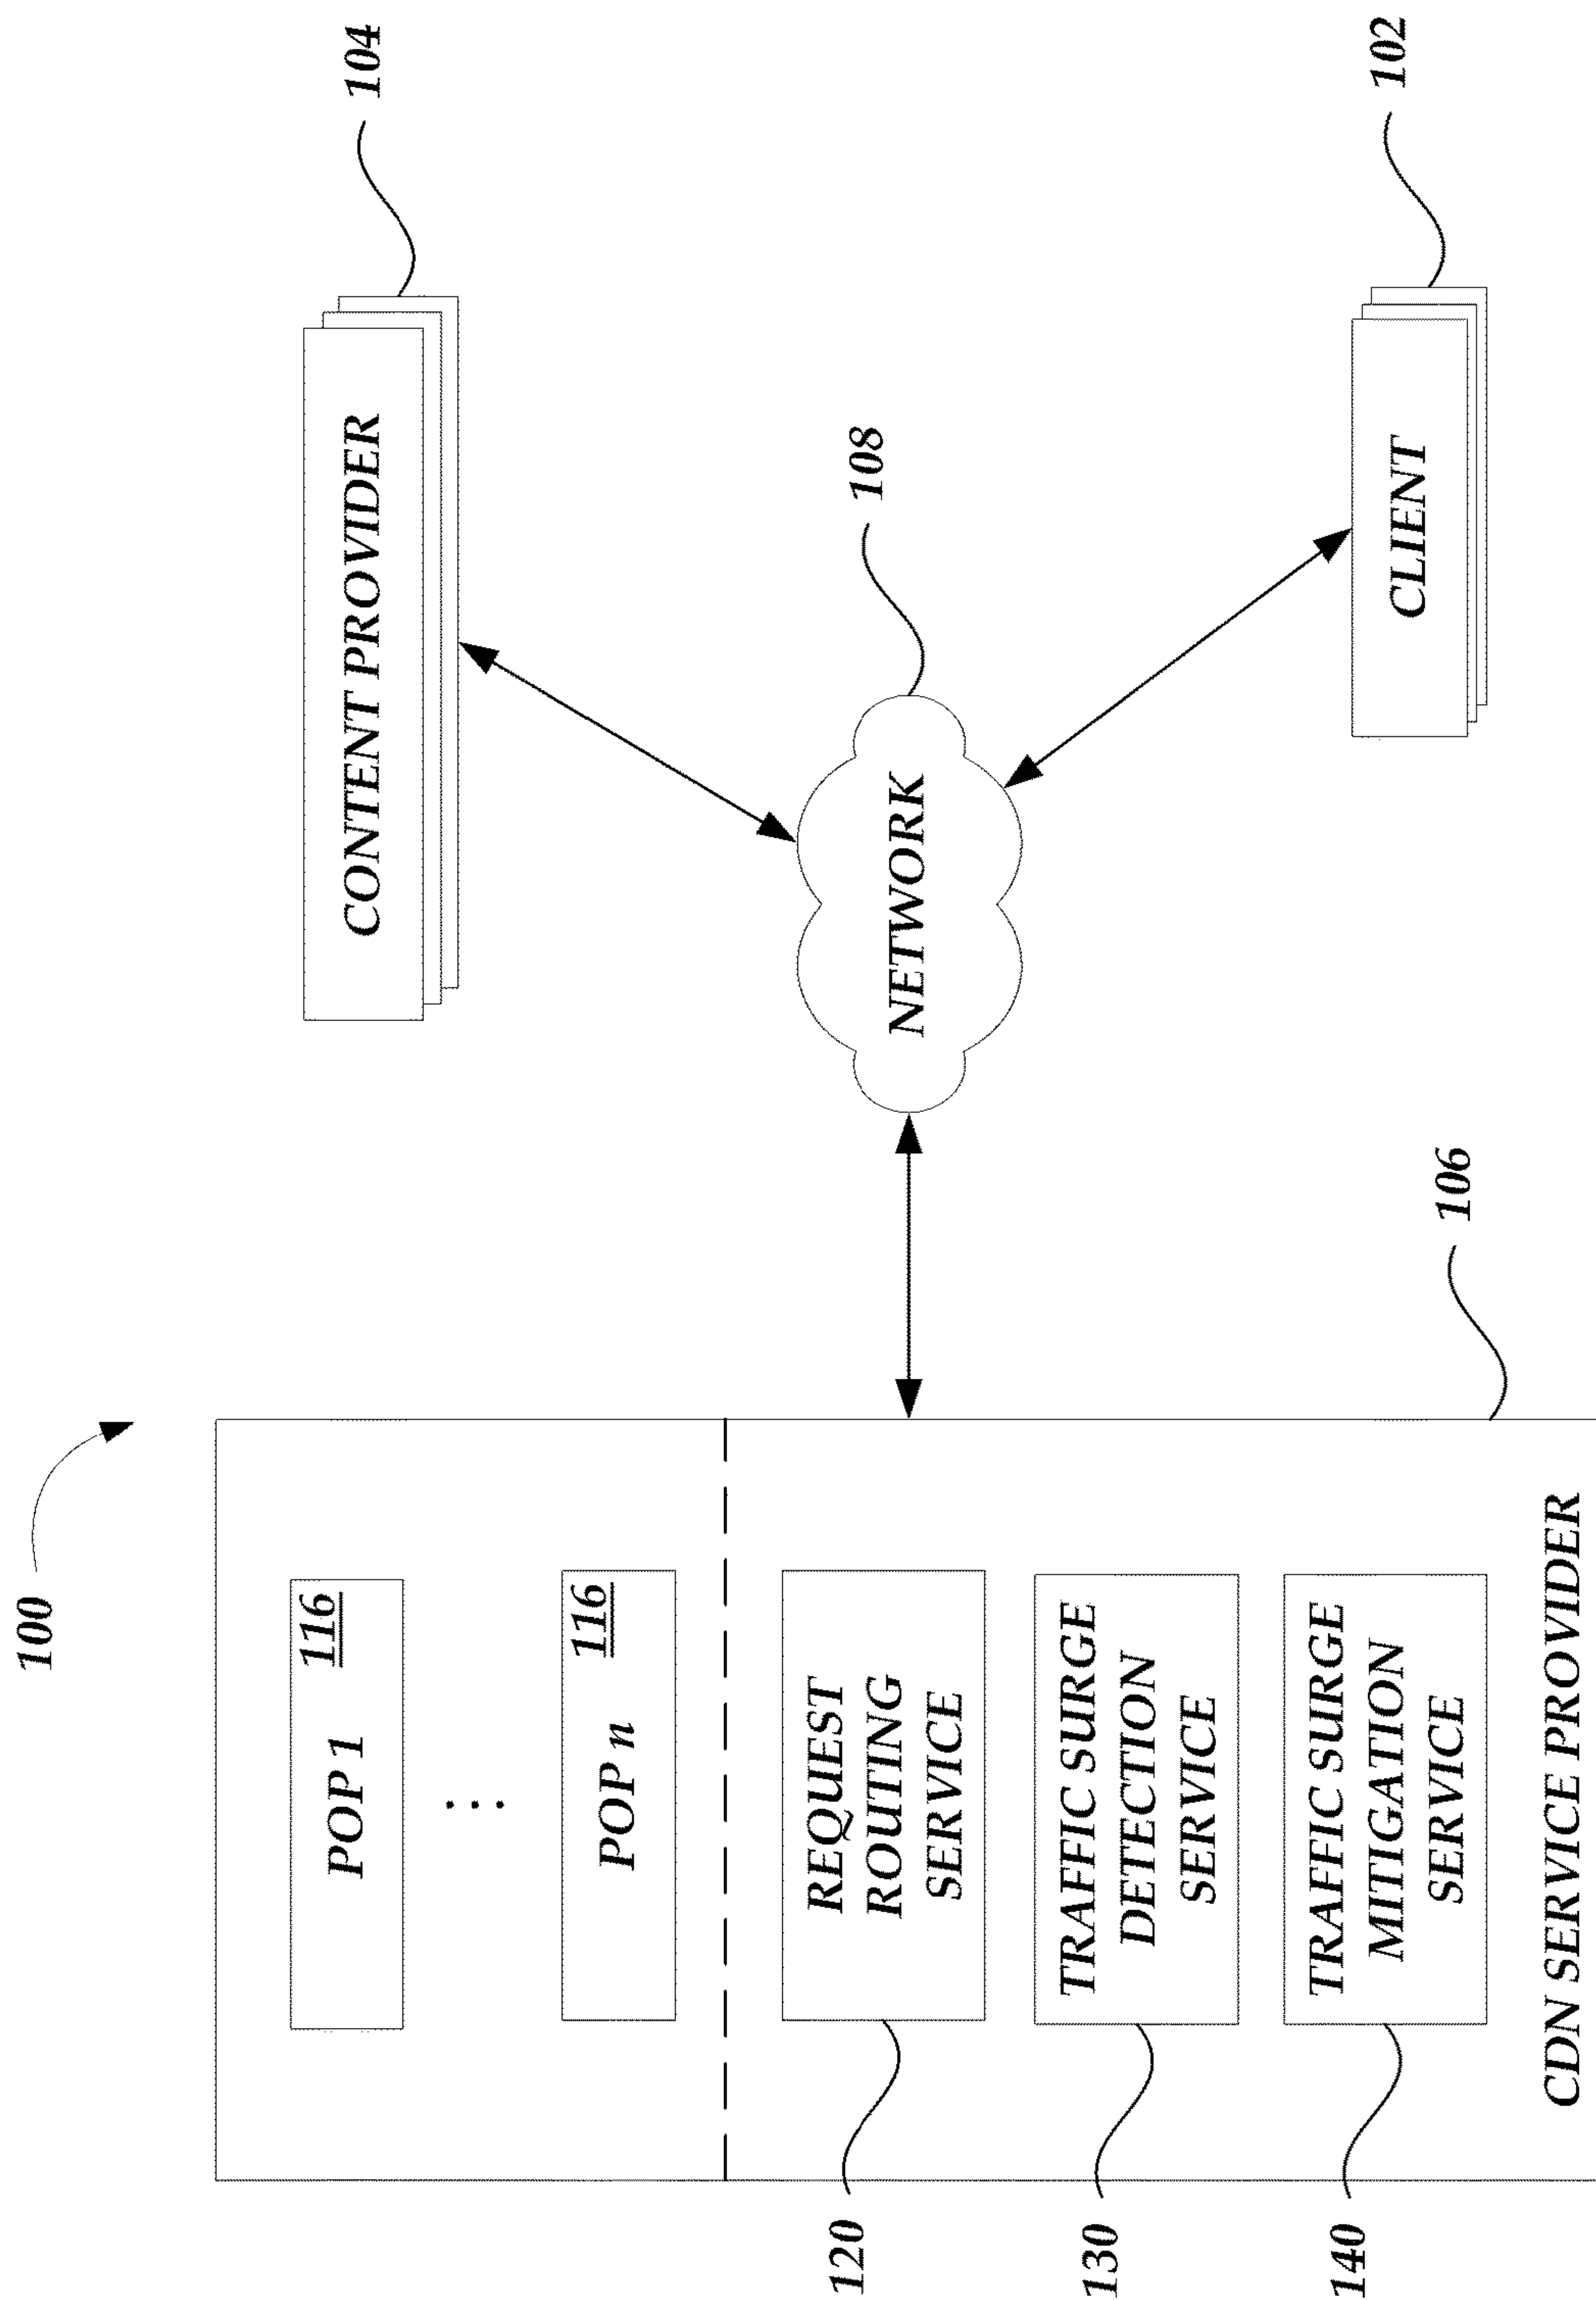 100
POP 1
116
⋮
POP n
116
REQUEST
ROUTING
SERVICE
120
TRAFFIC SURGE
DETECTION
SERVICE
130
TRAFFIC SURGE
MITIGATION
SERVICE
140
CDN SERVICE PROVIDER
106
NETWORK
108
CONTENT PROVIDER
104
CLIENT
102